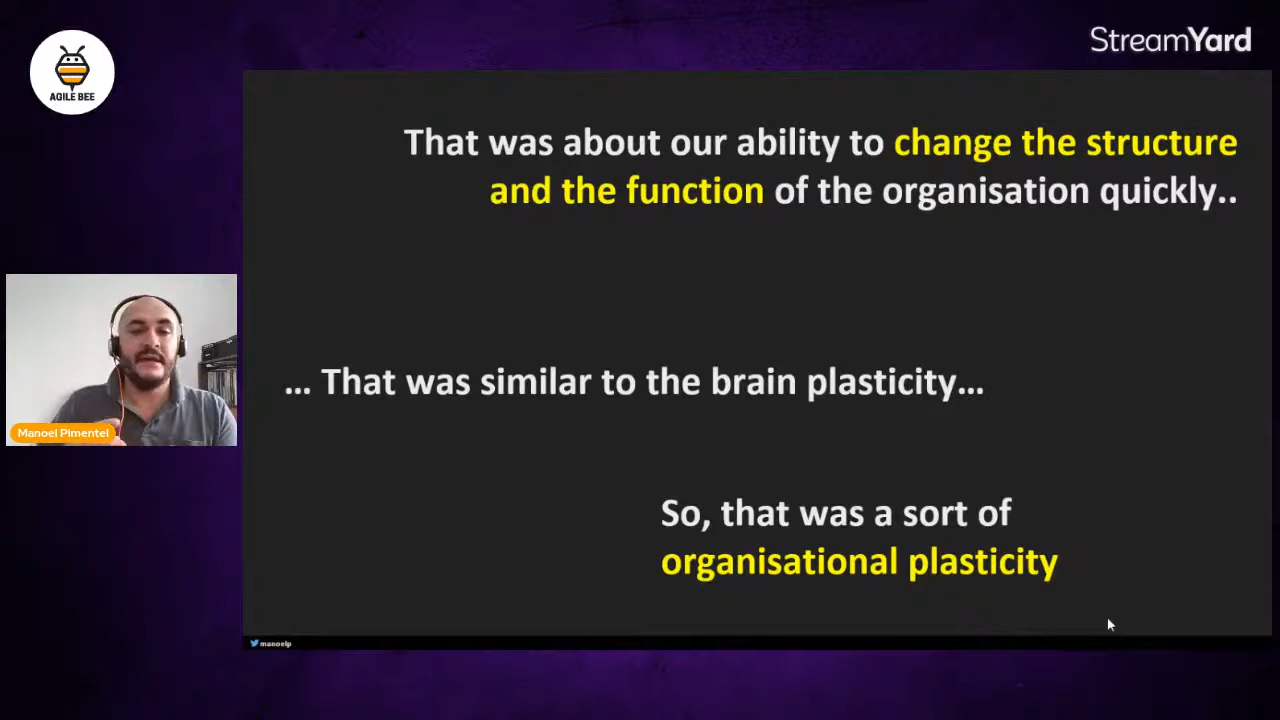 AGILE BEE
StreamYard
That was about our ability to change the structure
and the function of the organisation quickly..
... That was similar to the brain plasticity...
So, that was a sort of
organisational plasticity
Manoel Pimentel
manoelp